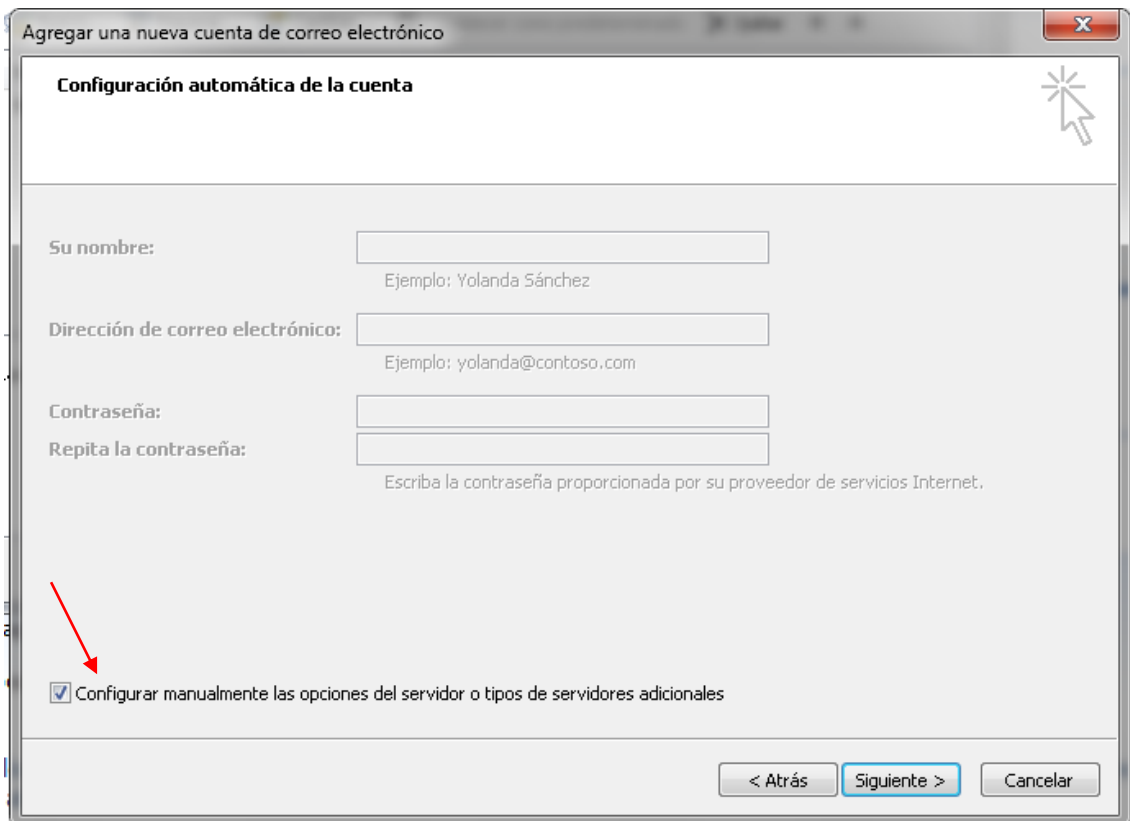 Agregar una nueva cuenta de correo electrónico
Configuración automática de la cuenta
Su nombre:
Ejemplo: Yolanda Sánchez
Dirección de correo electrónico:
Ejemplo: yolanda@contoso.com
Contraseña:
Repita la contraseña:
Escriba la contraseña proporcionada por su proveedor de servicios Internet.
Configurar manualmente las opciones del servidor o tipos de servidores adicionales
< Atrás Siguiente > Cancelar